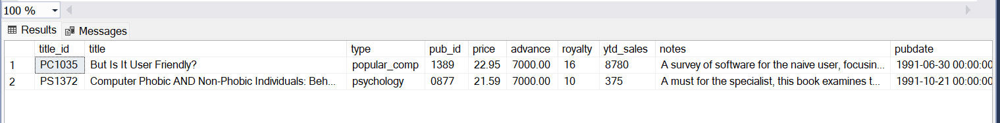 100 %
Results Messages
title_id title type pub_id price advance royalty ytd_sales notes pubdate
1 PC1035 But Is It User Friendly? popular_comp 1389 22.95 7000.00 16 8780 A survey of software for the naive user, focusin... 1991-06-30 00:00:00
2 PS1372 Computer Phobic AND Non-Phobic Individuals: Beh... psychology 0877 21.59 7000.00 10 375 A must for the specialist, this book examines t... 1991-10-21 00:00:00